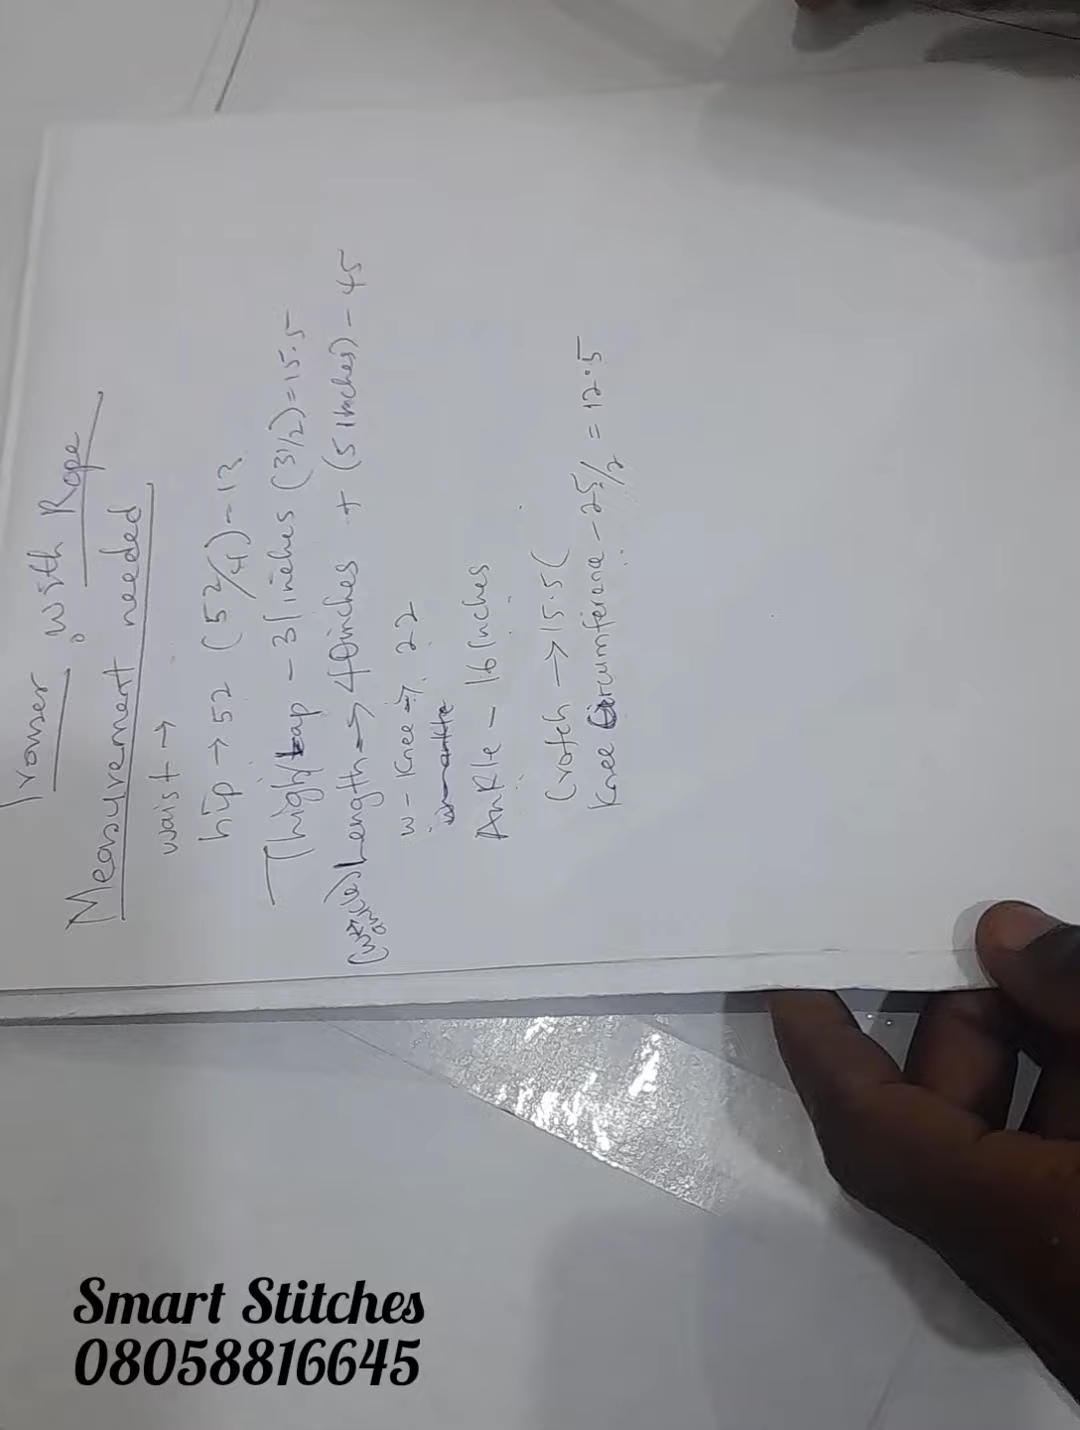 Trouser with Rope
Measurement needed
waist →
hip → 52 (52/4) - 13
Thigh/Lap - 31 inches (31/2) = 15.5
Length → 40 inches + (5 inches) - 45
w - Knee → 22
Ankle - 16 inches
Crotch → 15.5 (
Knee Circumference - 25/2 = 12.5
Smart Stitches
08058816645